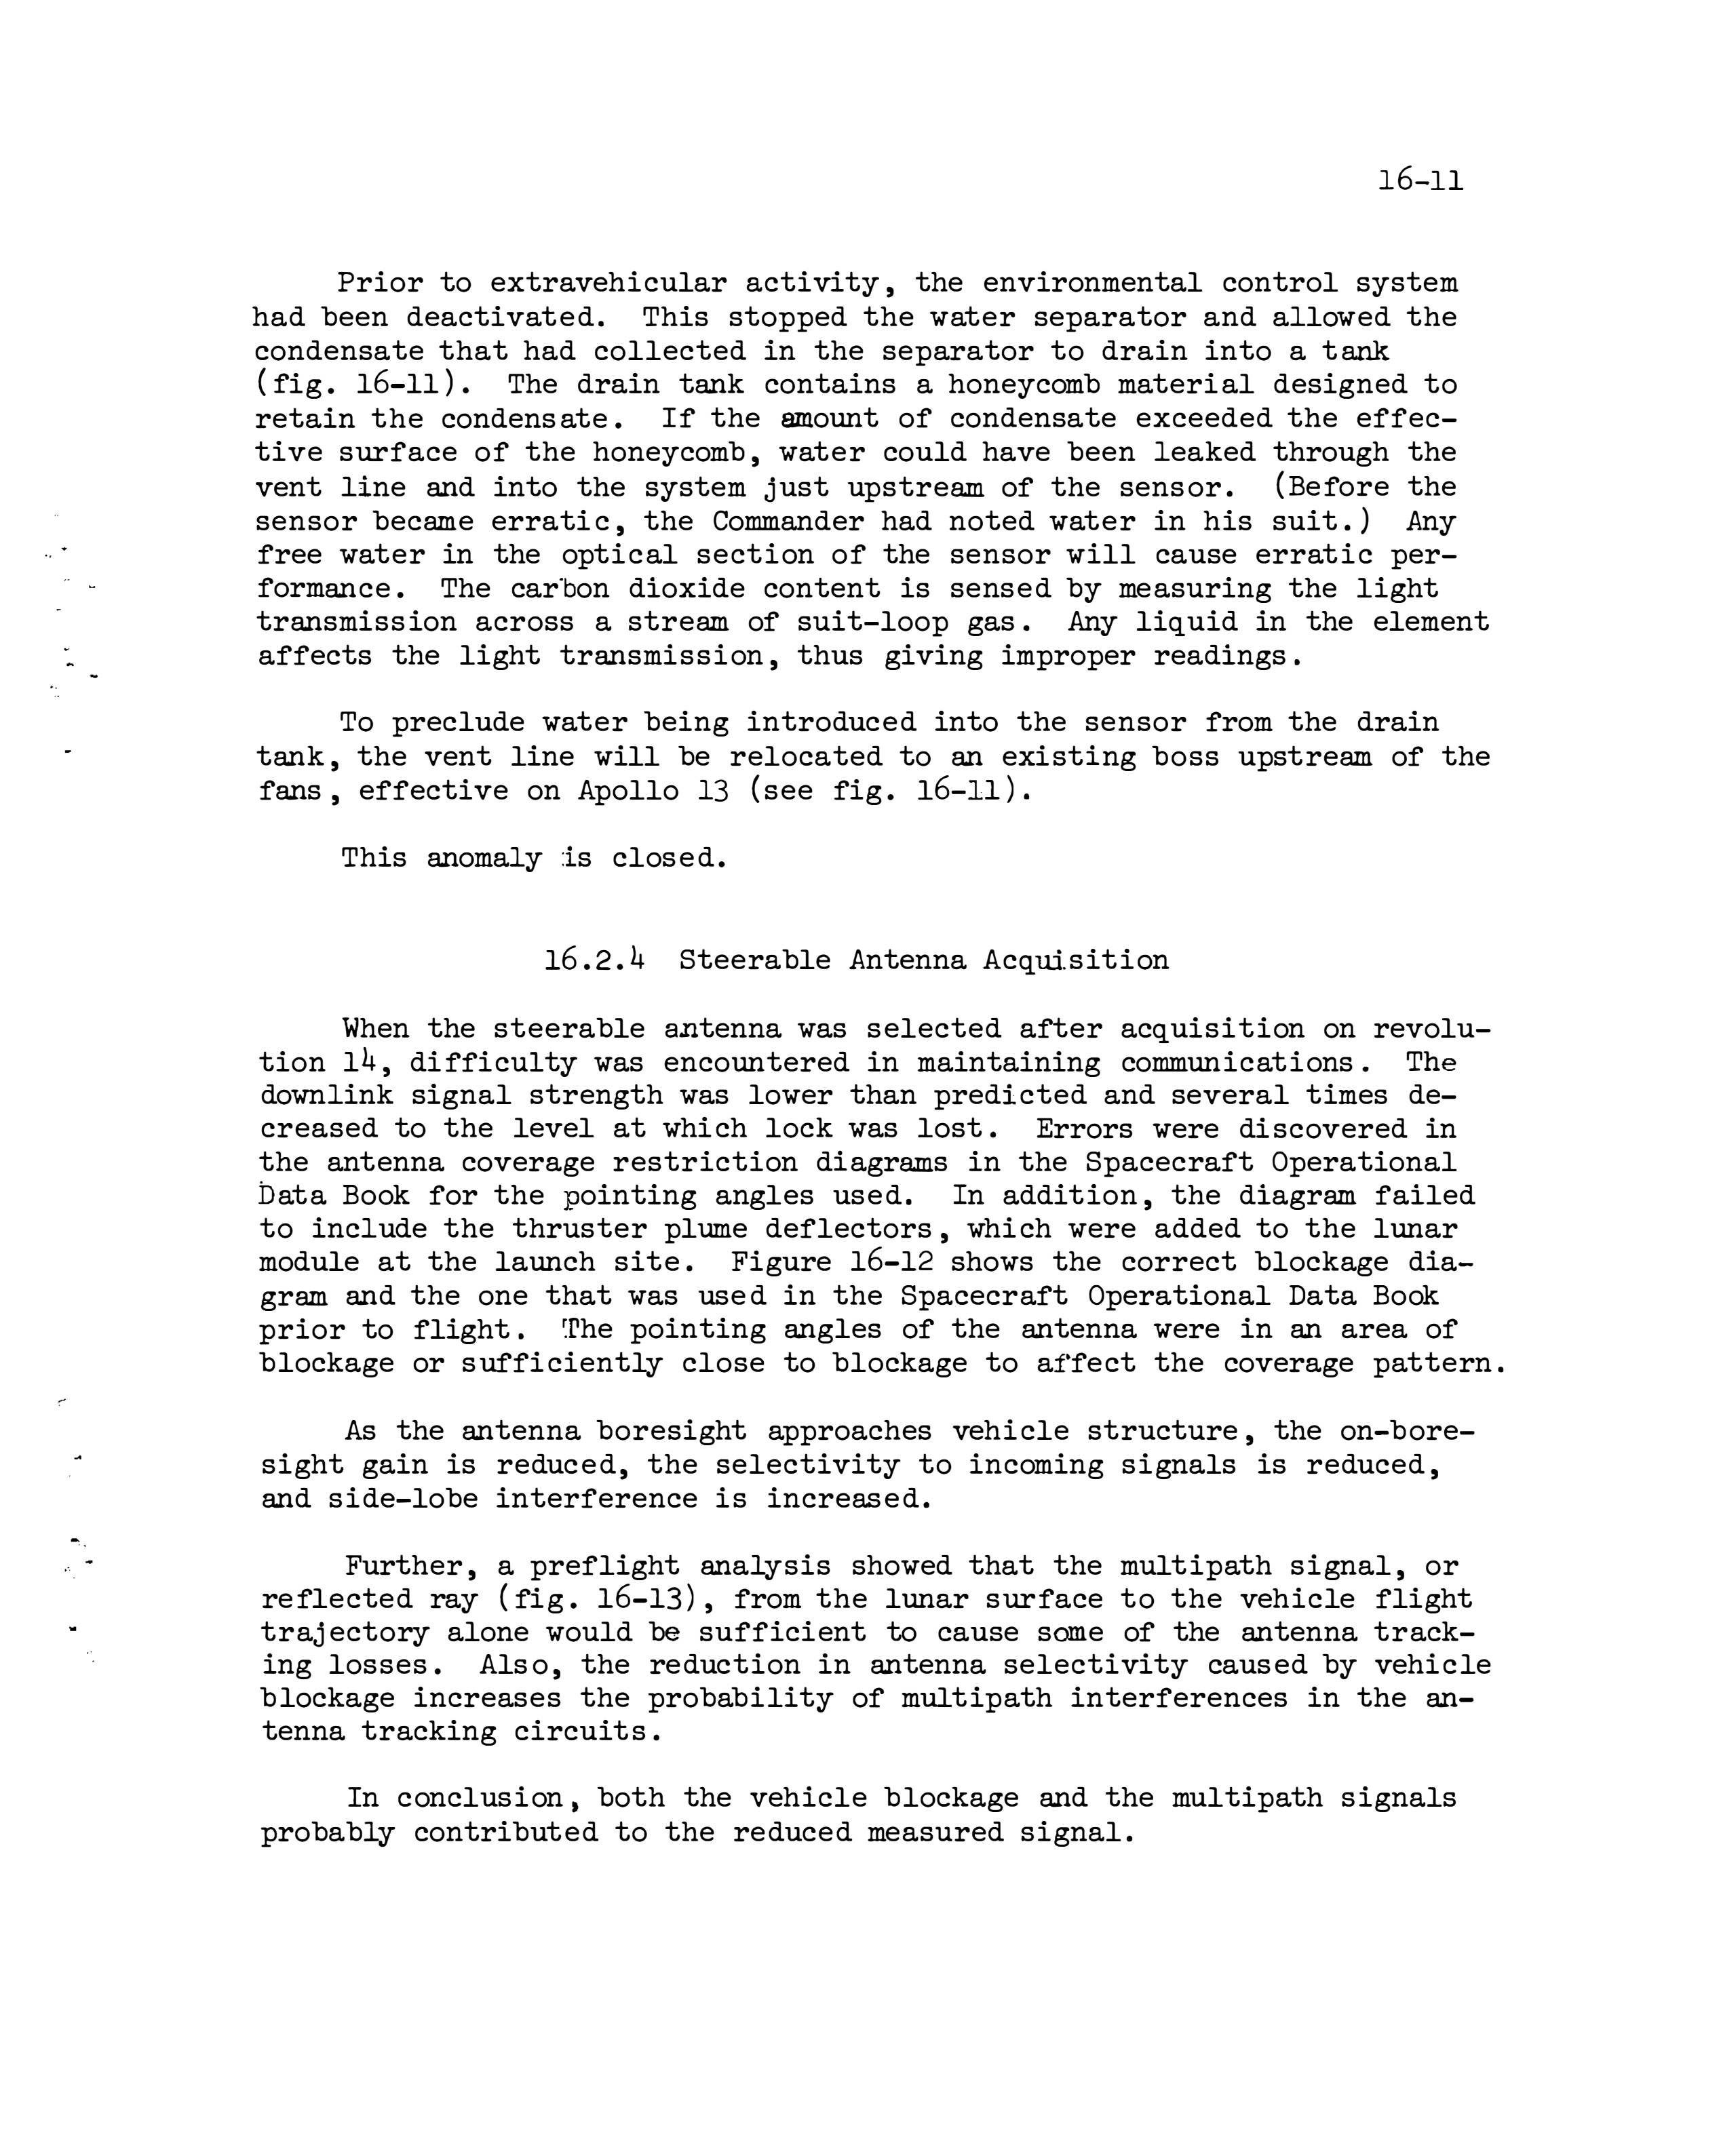 16-11
Prior to extravehicular activity, the environmental control system
had been deactivated. This stopped the water separator and allowed the
condensate that had collected in the separator to drain into a tank
(fig. 16-11). The drain tank contains a honeycomb material designed to
retain the condensate. If the amount of condensate exceeded the effec-
tive surface of the honeycomb, water could have been leaked through the
vent line and into the system just upstream of the sensor. (Before the
sensor became erratic, the Commander had noted water in his suit.) Any
free water in the optical section of the sensor will cause erratic per-
formance. The carbon dioxide content is sensed by measuring the light
transmission across a stream of suit-loop gas. Any liquid in the element
affects the light transmission, thus giving improper readings.
To preclude water being introduced into the sensor from the drain
tank, the vent line will be relocated to an existing boss upstream of the
fans, effective on Apollo 13 (see fig. 16-11).
This anomaly is closed.
16.2.4 Steerable Antenna Acquisition
When the steerable antenna was selected after acquisition on revolu-
tion 14, difficulty was encountered in maintaining communications. The
downlink signal strength was lower than predicted and several times de-
creased to the level at which lock was lost. Errors were discovered in
the antenna coverage restriction diagrams in the Spacecraft Operational
Data Book for the pointing angles used. In addition, the diagram failed
to include the thruster plume deflectors, which were added to the lunar
module at the launch site. Figure 16-12 shows the correct blockage dia-
gram and the one that was used in the Spacecraft Operational Data Book
prior to flight. The pointing angles of the antenna were in an area of
blockage or sufficiently close to blockage to affect the coverage pattern.
As the antenna boresight approaches vehicle structure, the on-bore-
sight gain is reduced, the selectivity to incoming signals is reduced,
and side-lobe interference is increased.
Further, a preflight analysis showed that the multipath signal, or
reflected ray (fig. 16-13), from the lunar surface to the vehicle flight
trajectory alone would be sufficient to cause some of the antenna track-
ing losses. Also, the reduction in antenna selectivity caused by vehicle
blockage increases the probability of multipath interferences in the an-
tenna tracking circuits.
In conclusion, both the vehicle blockage and the multipath signals
probably contributed to the reduced measured signal.